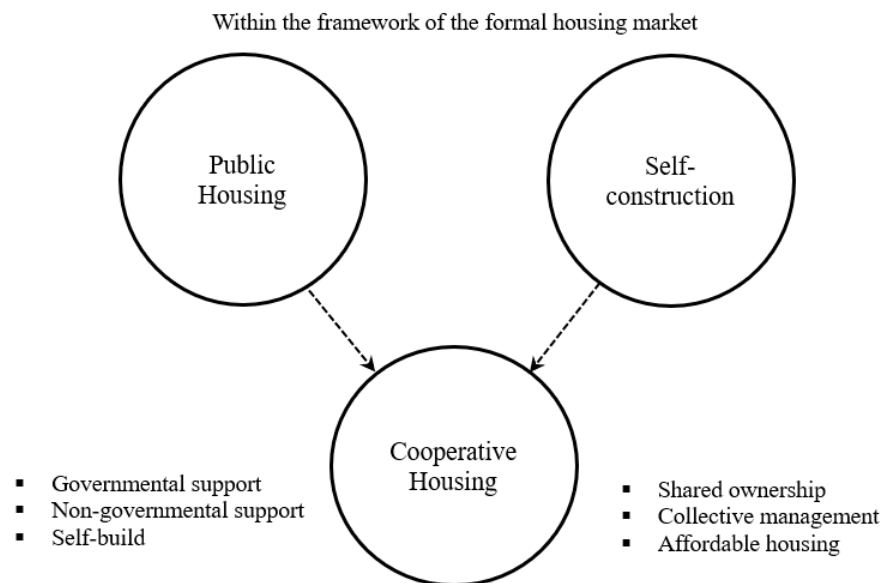 Within the framework of the formal housing market
Public
Housing
Self-
construction
Cooperative
Housing
▪ Governmental support
▪ Non-governmental support
▪ Self-build
▪ Shared ownership
▪ Collective management
▪ Affordable housing